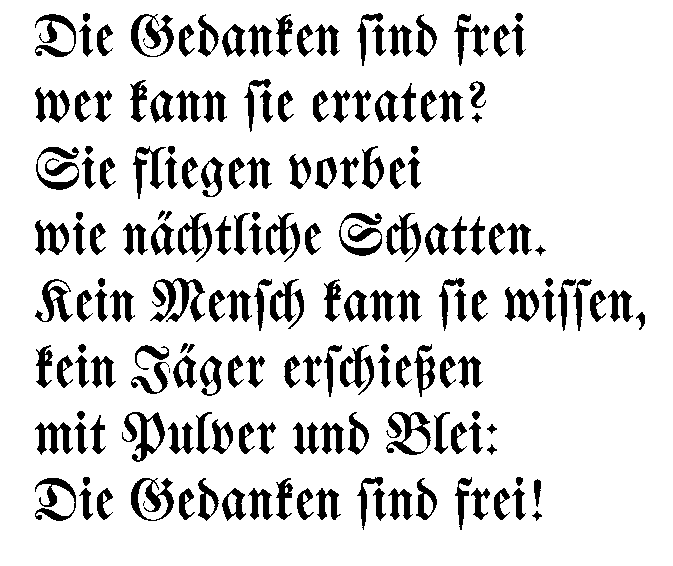 Die Gedanken ſind frei
wer kann ſie erraten?
Sie fliegen vorbei
wie nächtliche Schatten.
Kein Menſch kann ſie wiſſen,
kein Jäger erſchießen
mit Pulver und Blei:
Die Gedanken ſind frei!